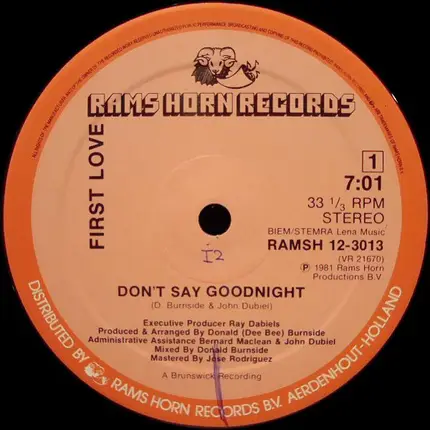 RAMS HORN RECORDS
FIRST LOVE
1
7:01
33 1/3 RPM
STEREO
BIEM/STEMRA Lena Music
RAMSH 12-3013
(VR 21670)
℗ 1981 Rams Horn
Productions B.V.
I2
DON'T SAY GOODNIGHT
(D. Burnside & John Dubiel)
Executive Producer Ray Dabiels
Produced & Arranged By Donald (Dee Bee) Burnside
Administrative Assistance Bernard Maclean & John Dubiel
Mixed By Donald Burnside
Mastered By Jose Rodriguez
A Brunswick Recording
DISTRIBUTED BY RAMS HORN RECORDS B.V. AERDENHOUT-HOLLAND